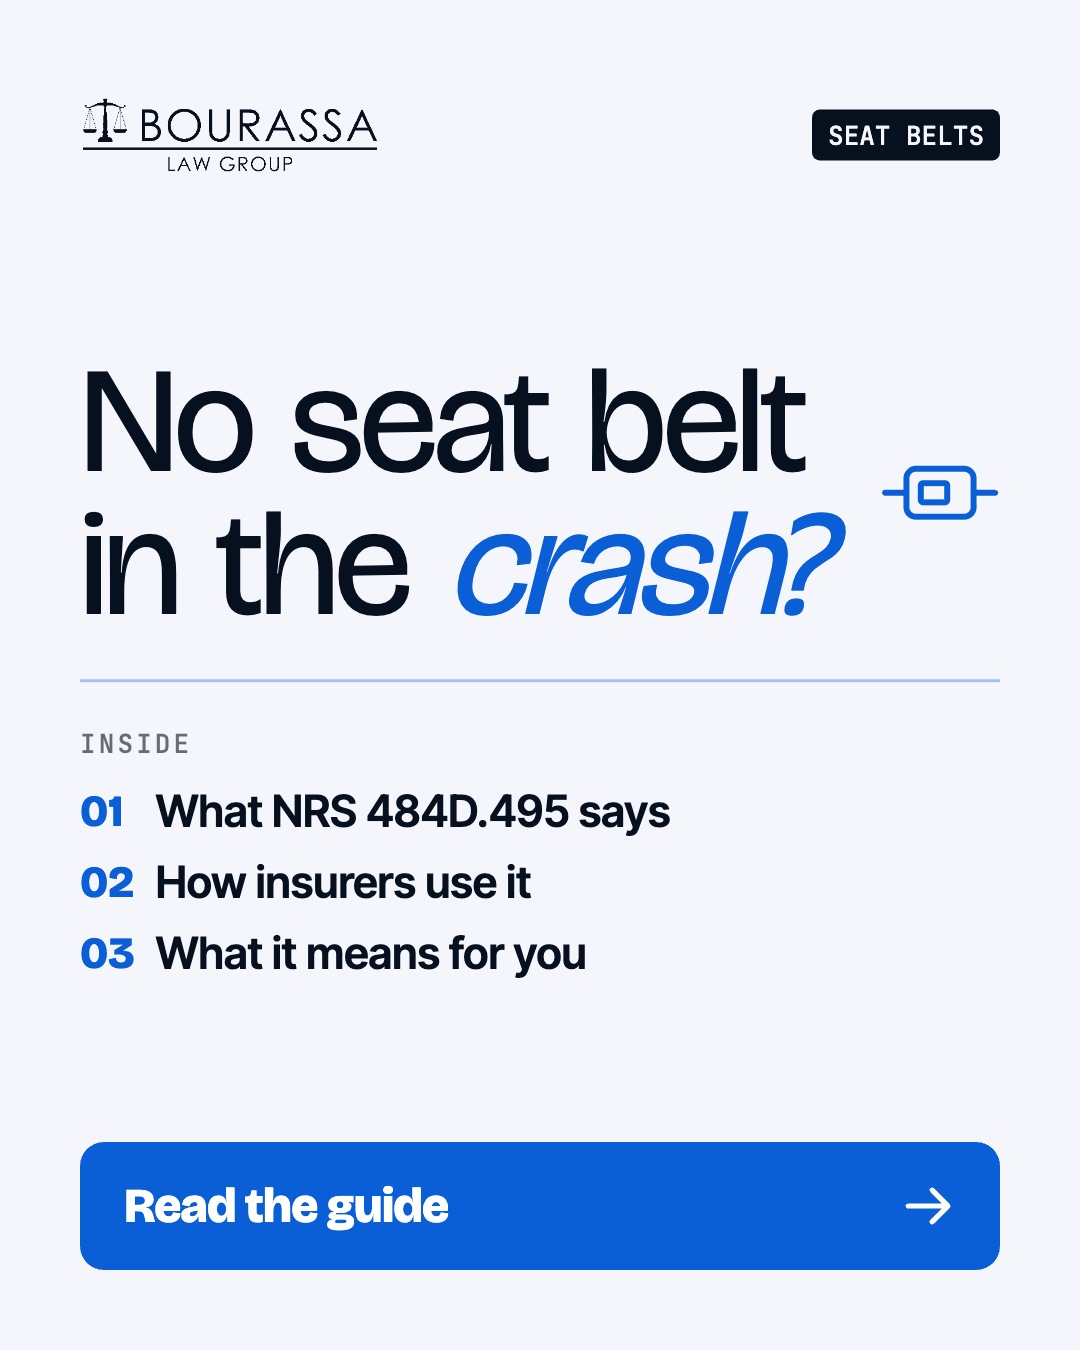 BOURASSA
LAW GROUP
SEAT BELTS
No seat belt
in the crash?
INSIDE
01 What NRS 484D.495 says
02 How insurers use it
03 What it means for you
Read the guide